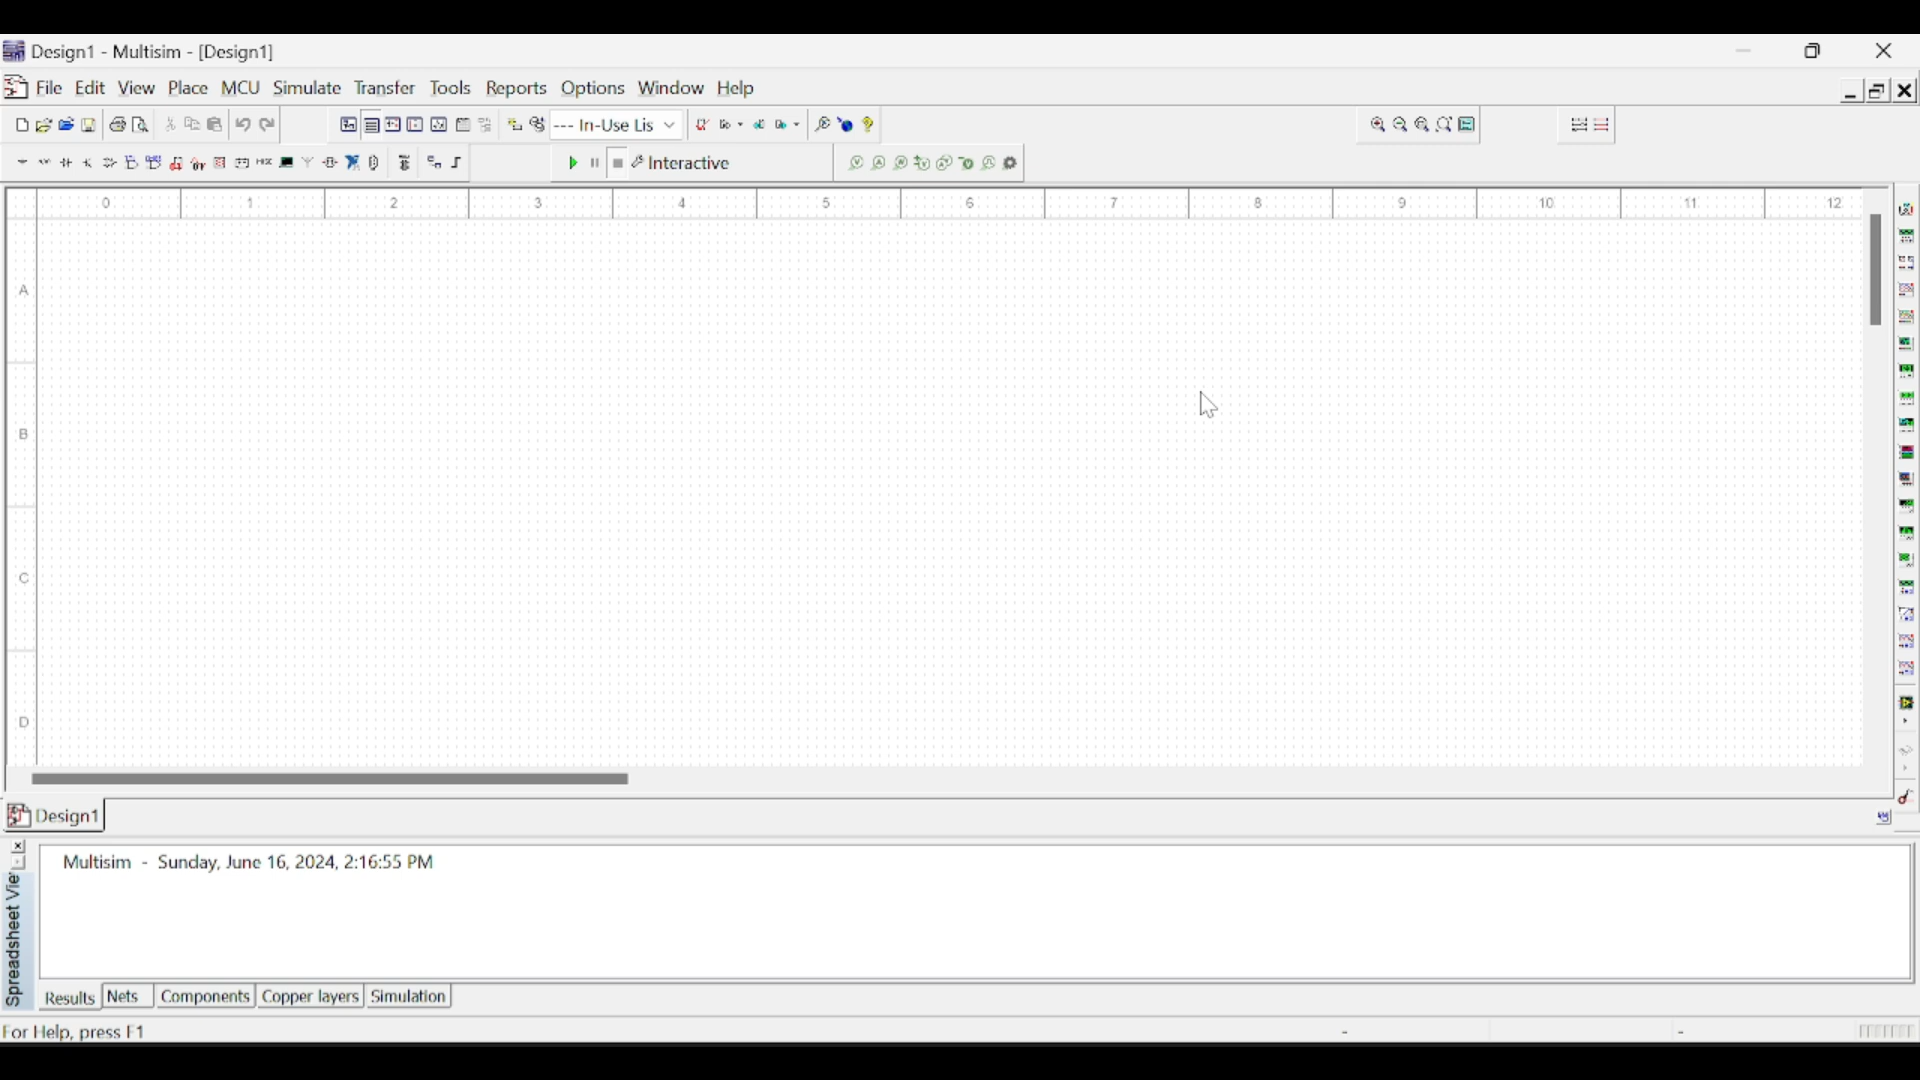 Design1 - Multisim - [Design1]
File Edit View Place MCU Simulate Transfer Tools Reports Options Window Help
--- In-Use Lis
Interactive
0 1 2 3 4 5 6 7 8 9 10 11 12
A
B
C
D
Design1
Multisim - Sunday, June 16, 2024, 2:16:55 PM
Spreadsheet Vie
Results Nets Components Copper layers Simulation
For Help, press F1
- -